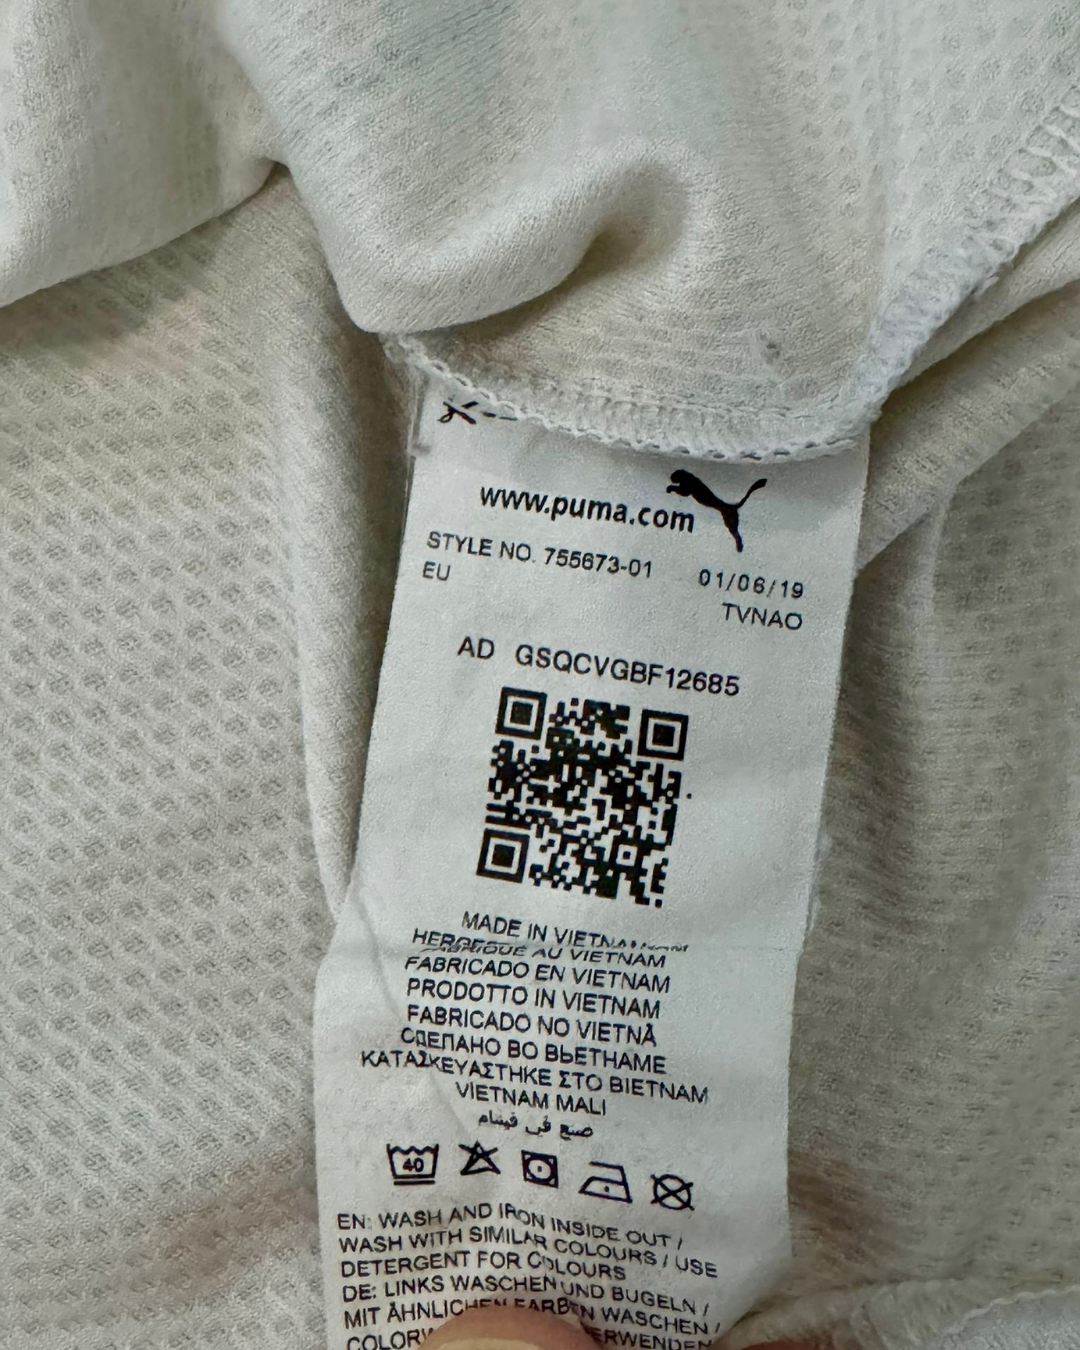 www.puma.com
STYLE NO. 755673-01 01/06/19
EU TVNAO
AD GSQCVGBF12685
MADE IN
AU VIETNAM
FABRICADO EN VIETNAM
PRODOTTO IN VIETNAM
FABRICADO NO VIETNÃ
СДЕПАНО ВО ВЬЕТНАМЕ
ΚΑΤΑΣΚΕΥΑΣΤΗΚΕ ΣΤΟ ΒΙΕΤΝΑΜ
VIETNAM MALI
صنع في فيتنام
40
EN: WASH AND IRON INSIDE OUT /
WASH WITH SIMILAR COLOURS / USE
DETERGENT FOR COLOURS
DE: LINKS WASCHEN UND BUGELN /
MIT ÄHNLICHEN FARBEN WASCHEN /